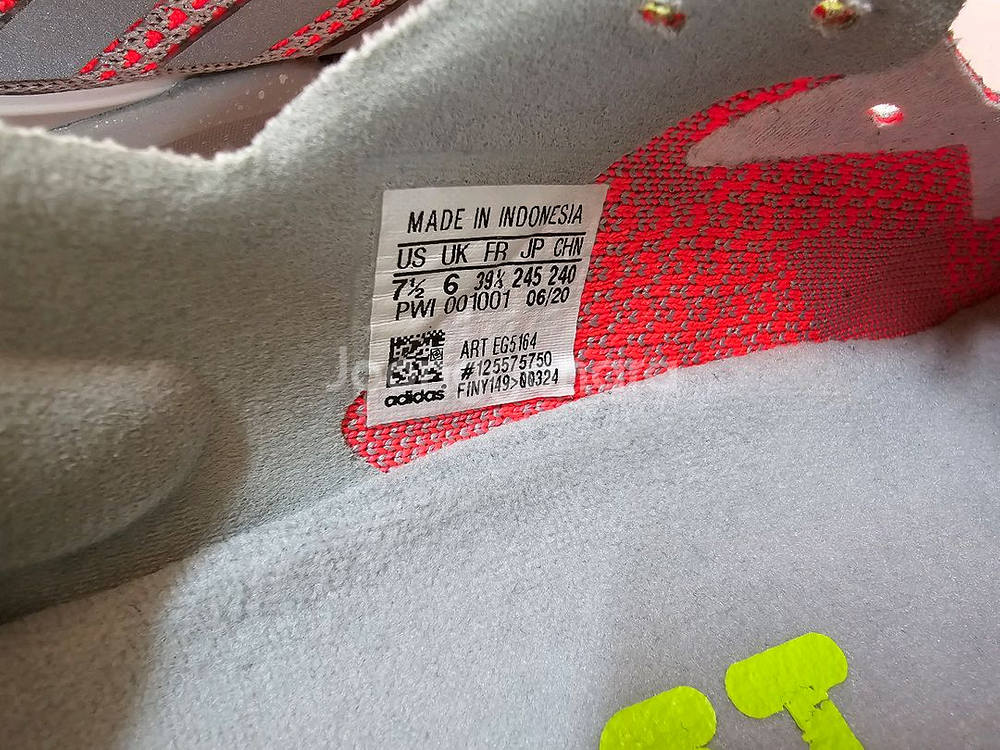 MADE IN INDONESIA
US UK FR JP CHN
7½ 6 39⅓ 245 240
PWI 001001 06/20
ART EG5164
#125575750
F1NY149>00324
adidas